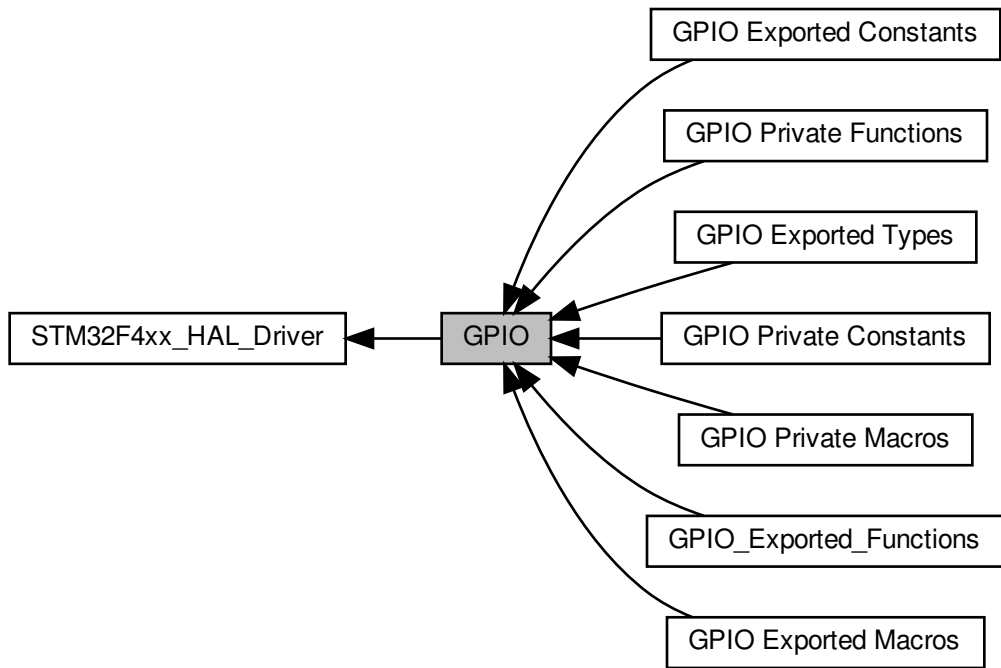 GPIO Exported Constants
GPIO Private Functions
GPIO Exported Types
STM32F4xx_HAL_Driver
GPIO
GPIO Private Constants
GPIO Private Macros
GPIO_Exported_Functions
GPIO Exported Macros